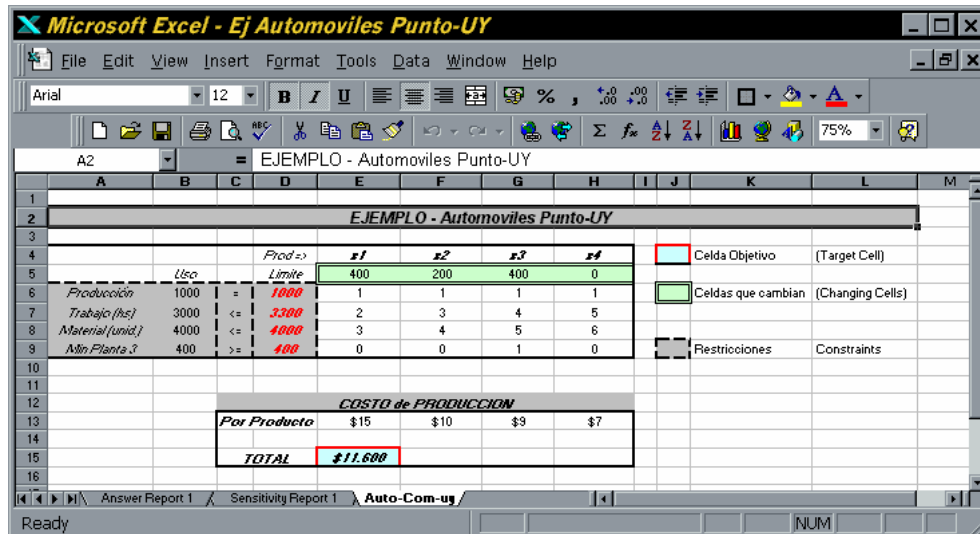 Microsoft Excel - Ej Automoviles Punto-UY
File Edit View Insert Format Tools Data Window Help
Arial 12 B I U % ,
ABC Σ fx 75%
A2 = EJEMPLO - Automoviles Punto-UY
A B C D E F G H I J K L M
1
2 EJEMPLO - Automoviles Punto-UY
3
4 Prod => x1 x2 x3 x4 Celda Objetivo (Target Cell)
5 Uso Límite 400 200 400 0
6 Producción 1000 = 1000 1 1 1 1 Celdas que cambian (Changing Cells)
7 Trabajo (hs) 3000 <= 3300 2 3 4 5
8 Material (unid.) 4000 <= 4000 3 4 5 6
9 Min Planta 3 400 >= 400 0 0 1 0 Restricciones Constraints
10
11
12 COSTO de PRODUCCION
13 Por Producto $15 $10 $9 $7
14
15 TOTAL $11.600
16
Answer Report 1 Sensitivity Report 1 Auto-Com-uy
Ready NUM